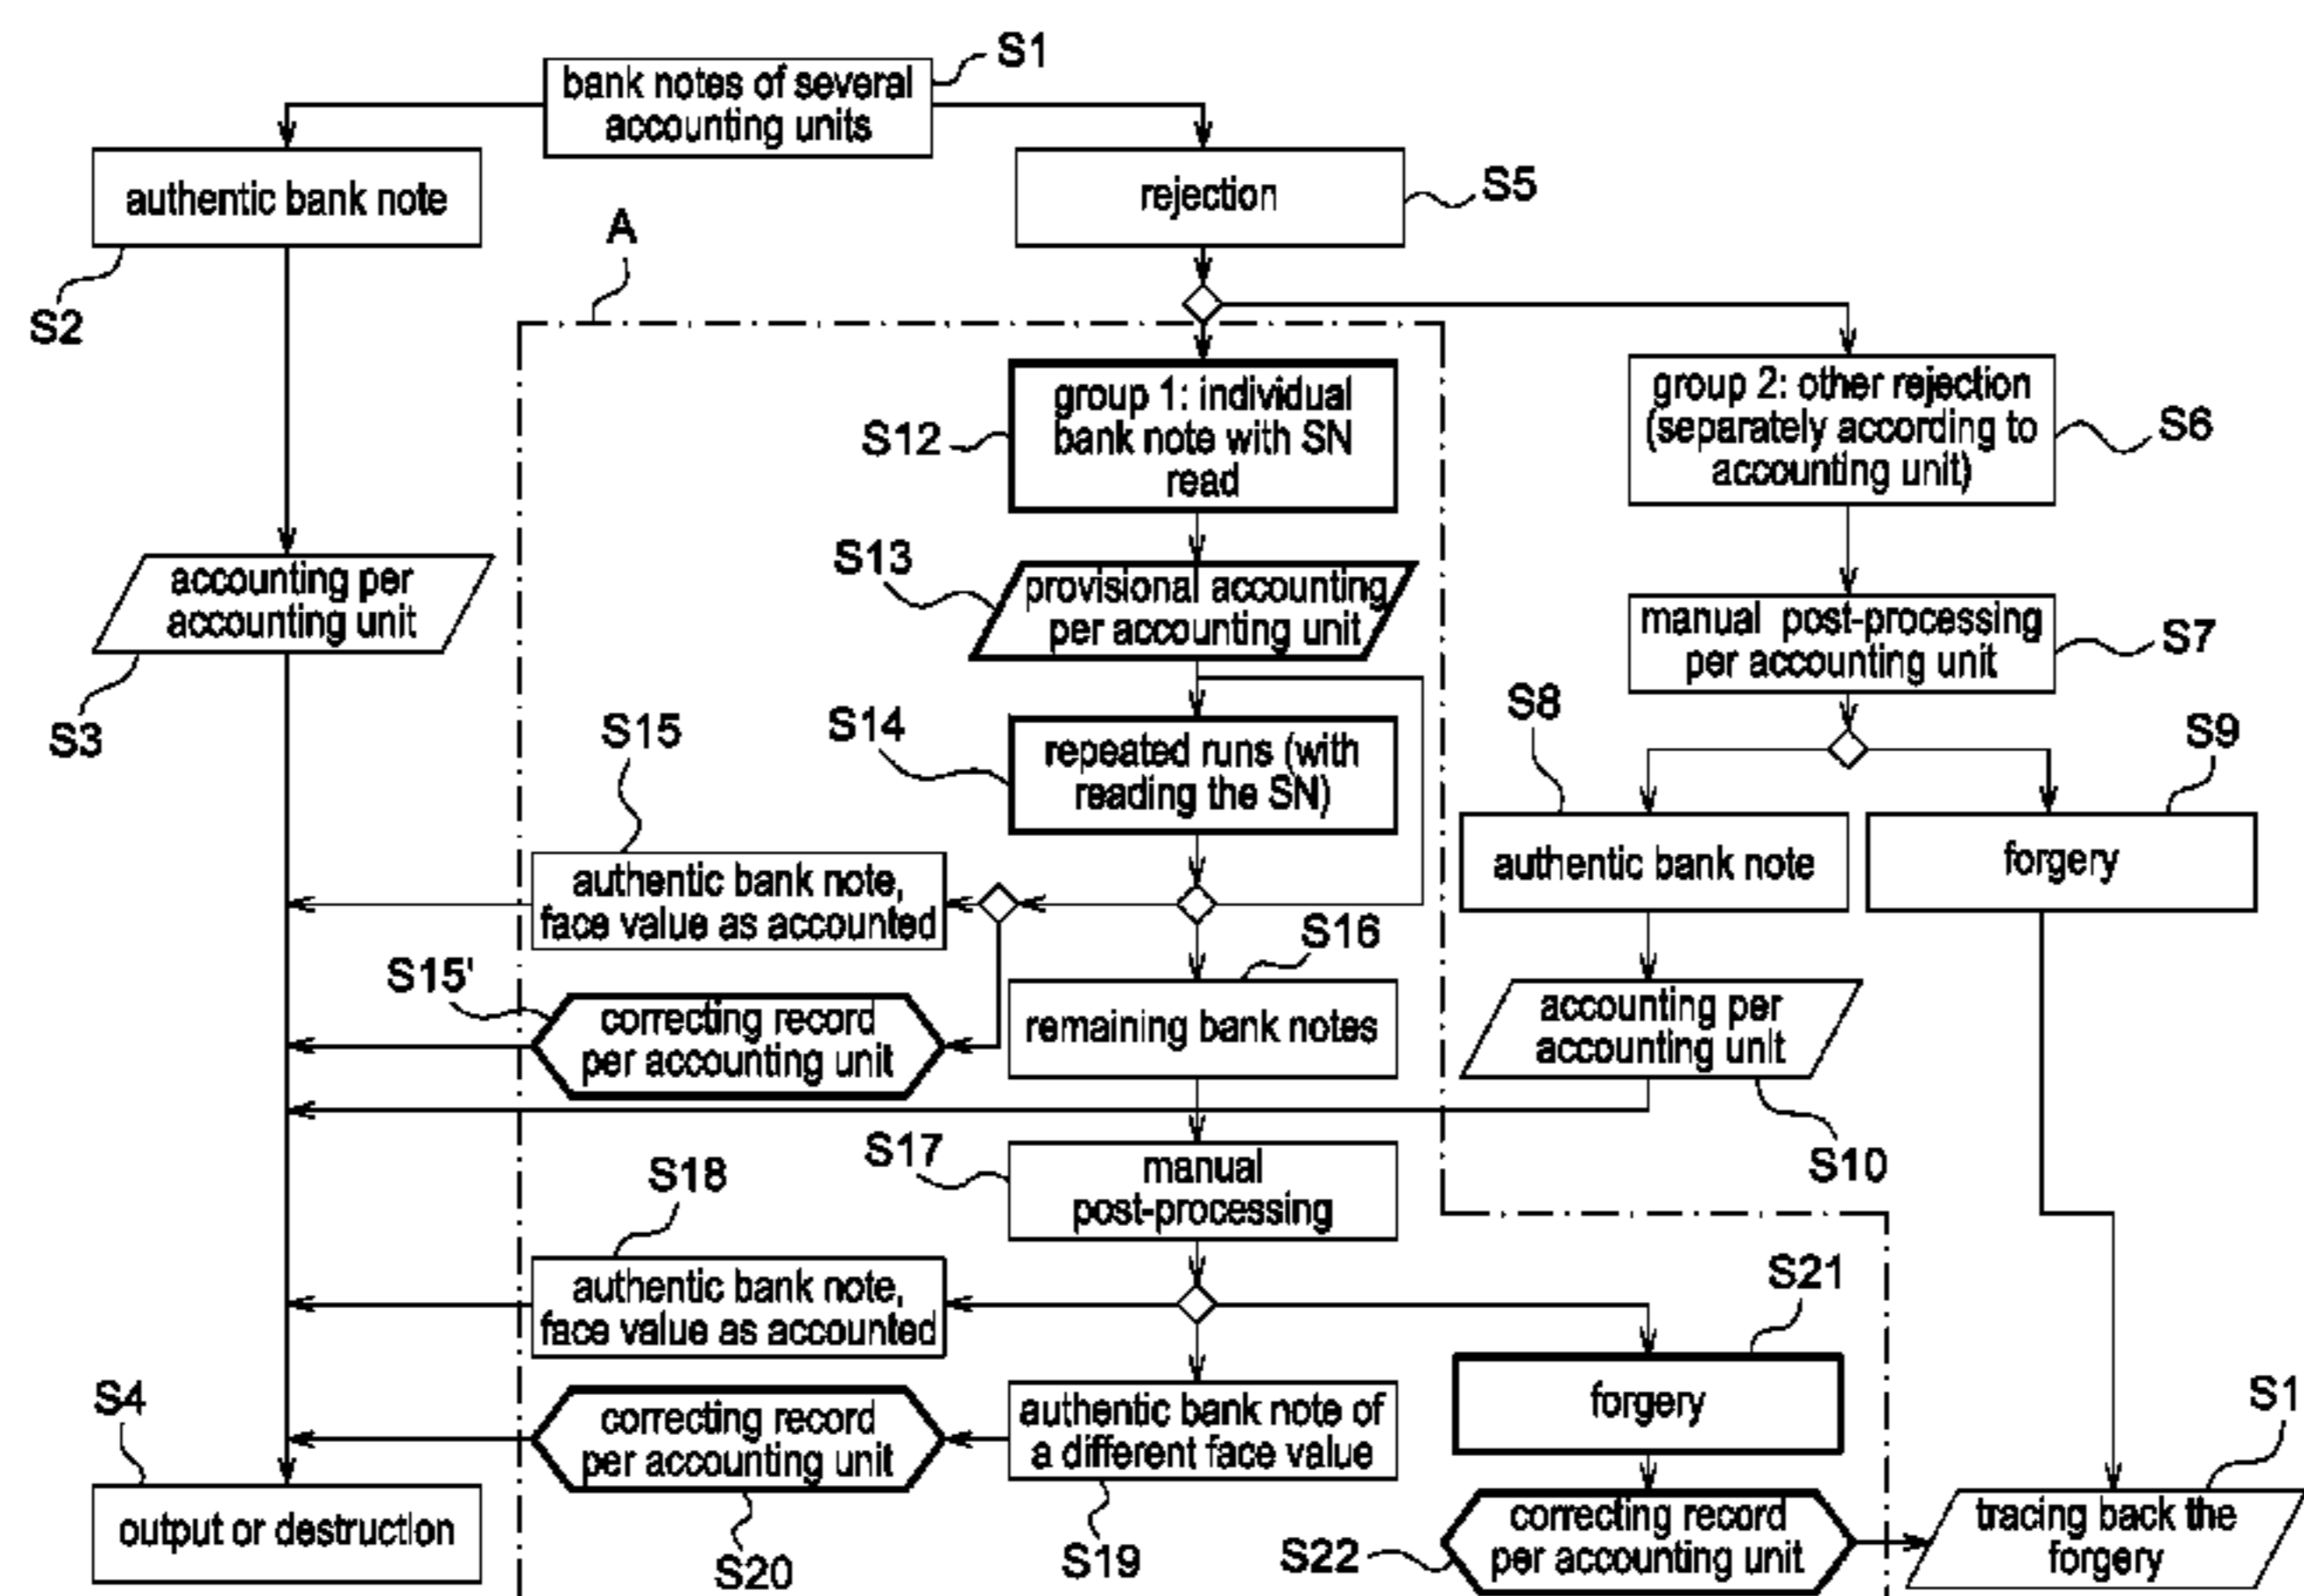 S1
bank notes of several
accounting units
authentic bank note
S2
rejection
S5
A
group 1: individual
bank note with SN
read
S12
group 2: other rejection
(separately according to
accounting unit)
S6
S13
provisional accounting
per accounting unit
accounting per
accounting unit
S3
manual post-processing
per accounting unit
S7
S15
S14
repeated runs (with
reading the SN)
S8
S9
authentic bank note,
face value as accounted
authentic bank note
forgery
S16
S15'
correcting record
per accounting unit
remaining bank notes
accounting per
accounting unit
S10
S18
S17
manual
post-processing
authentic bank note,
face value as accounted
S21
forgery
S4
output or destruction
correcting record
per accounting unit
S20
authentic bank note of
a different face value
S19
S22
correcting record
per accounting unit
S1
tracing back the
forgery